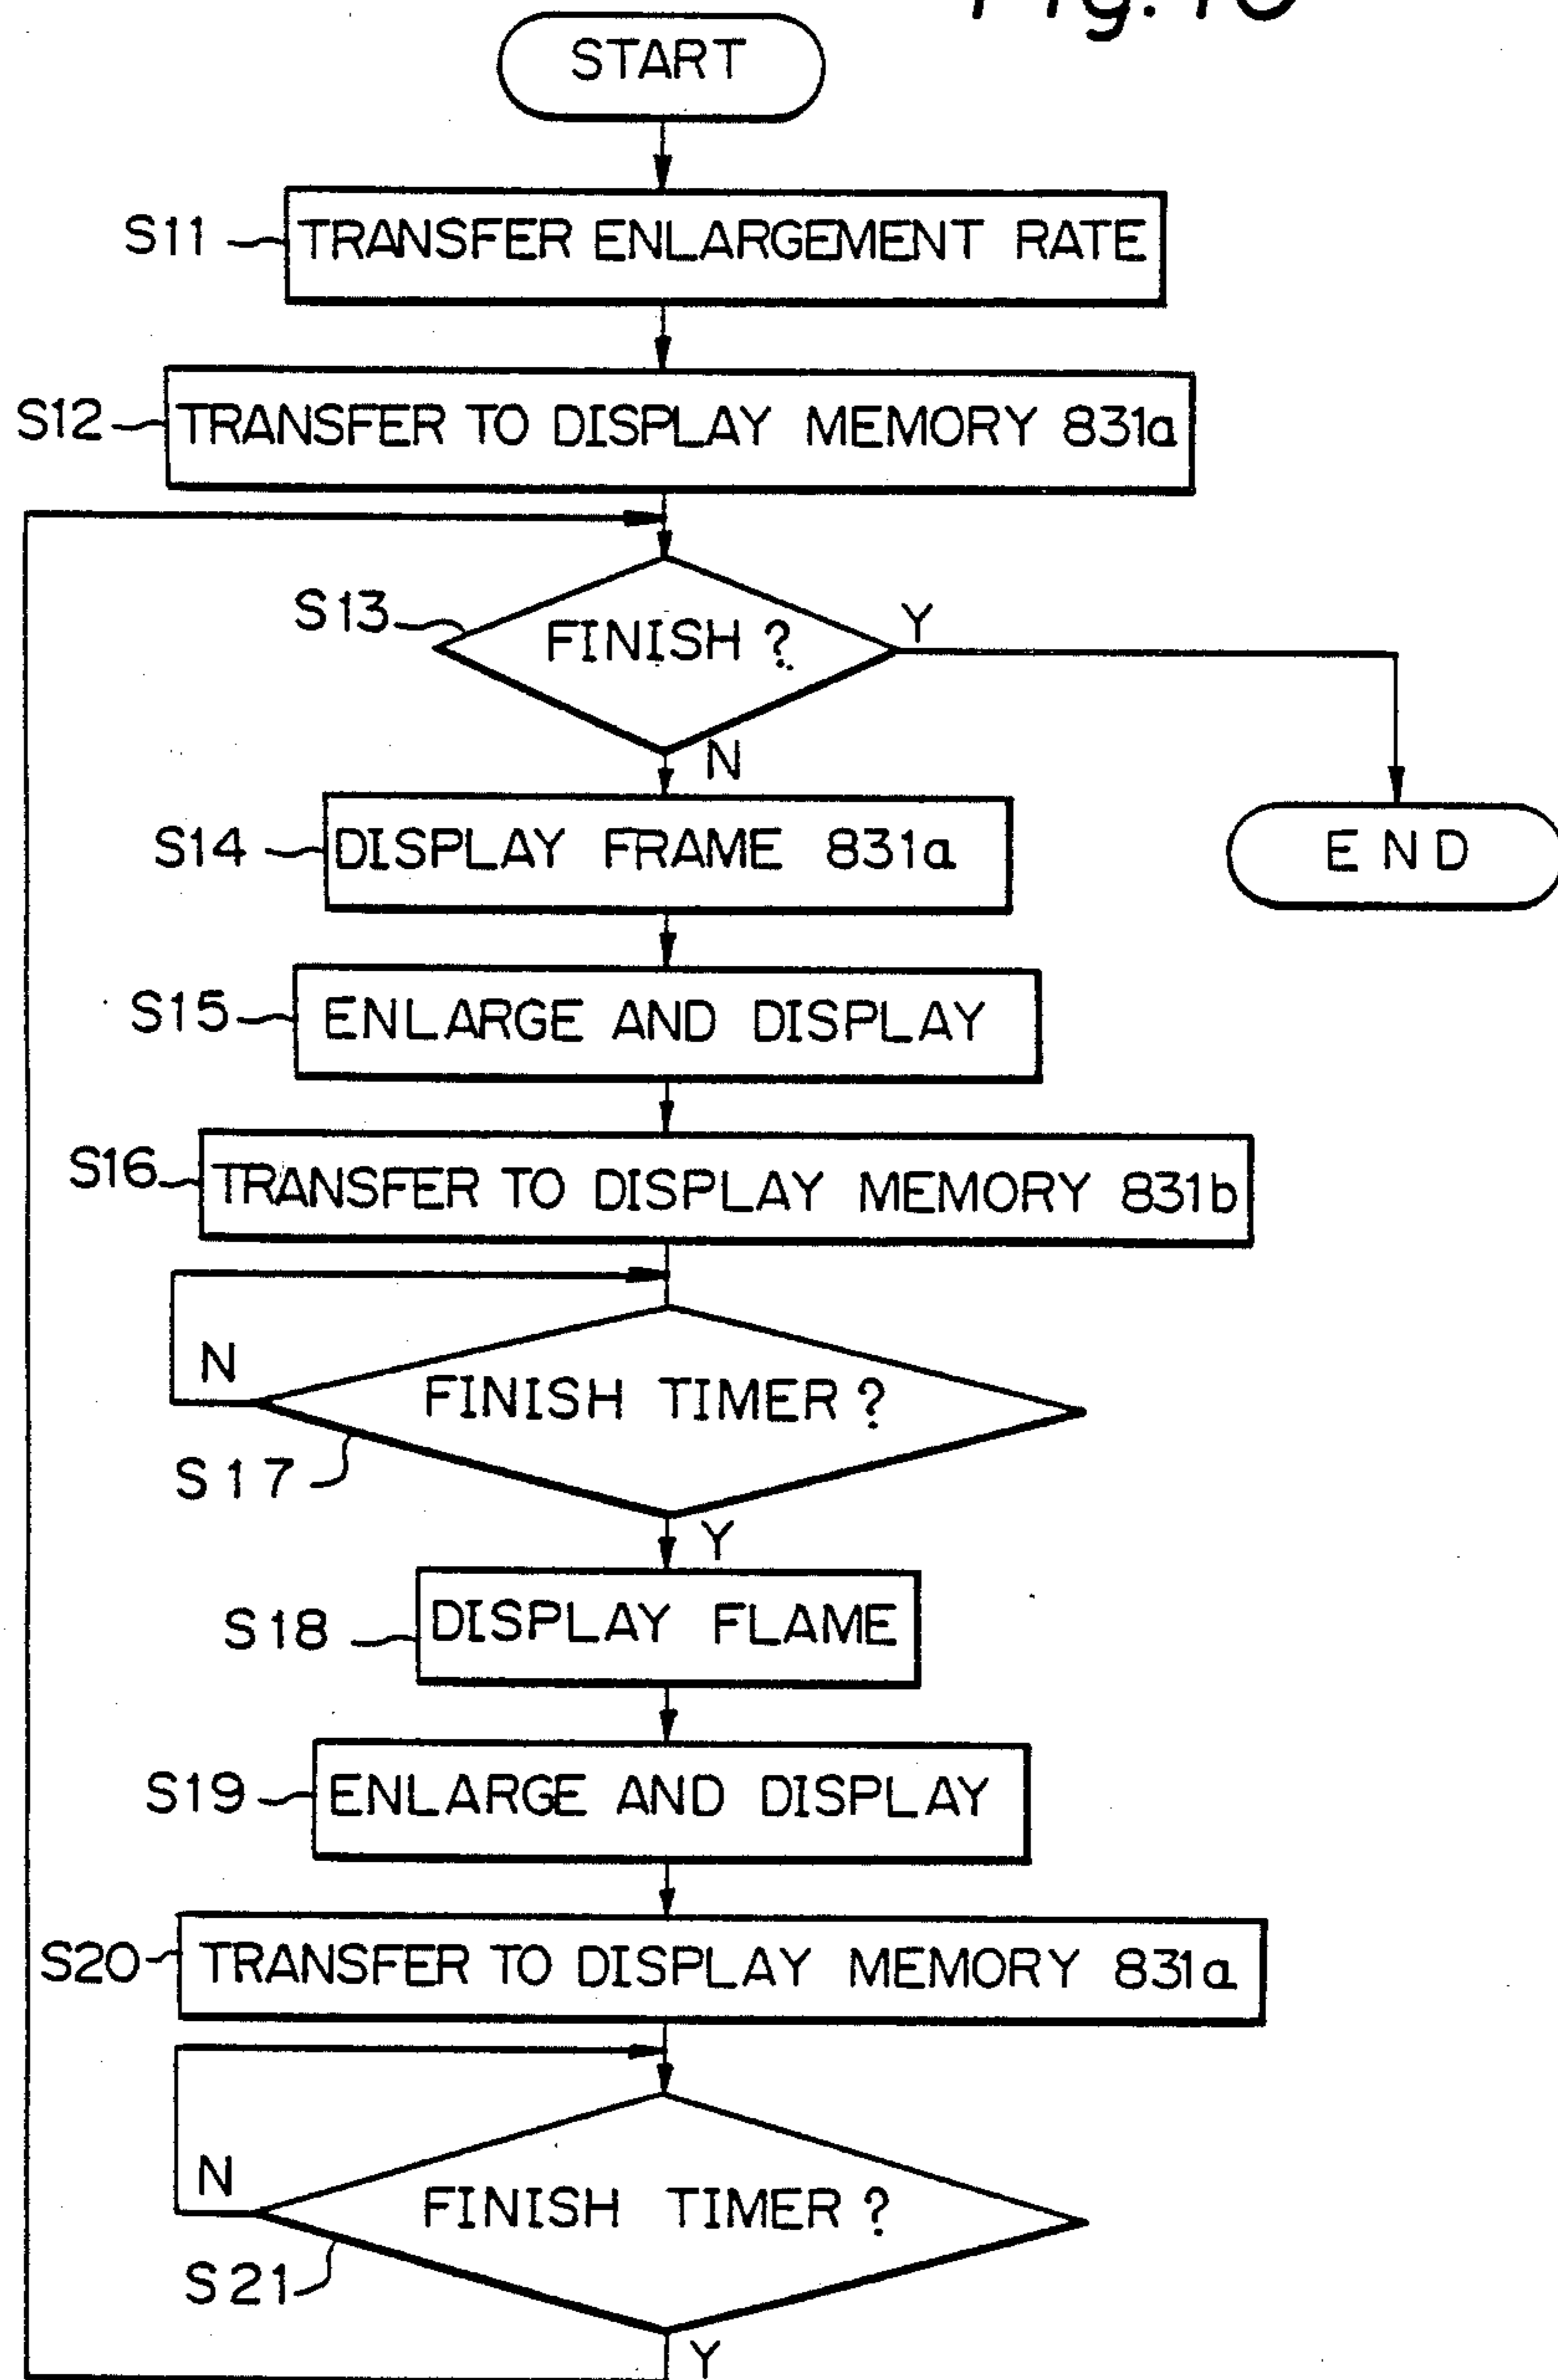 START
S11 TRANSFER ENLARGEMENT RATE
S12 TRANSFER TO DISPLAY MEMORY 831a
S13 FINISH ? Y
N
S14 DISPLAY FRAME 831a
END
S15 ENLARGE AND DISPLAY
S16 TRANSFER TO DISPLAY MEMORY 831b
N
FINISH TIMER ?
S17
Y
S18 DISPLAY FLAME
S19 ENLARGE AND DISPLAY
S20 TRANSFER TO DISPLAY MEMORY 831a
N
FINISH TIMER ?
S21
Y